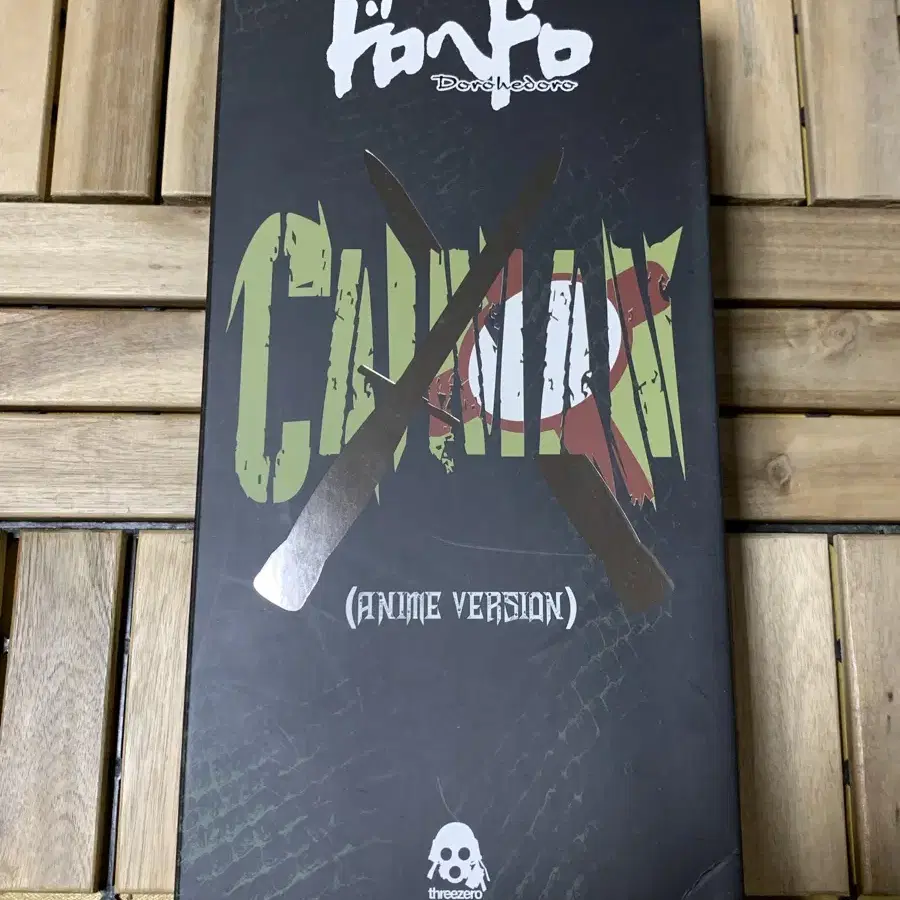 ドロヘドロ
Dorohedoro
CAIMAN
(ANIME VERSION)
threezero